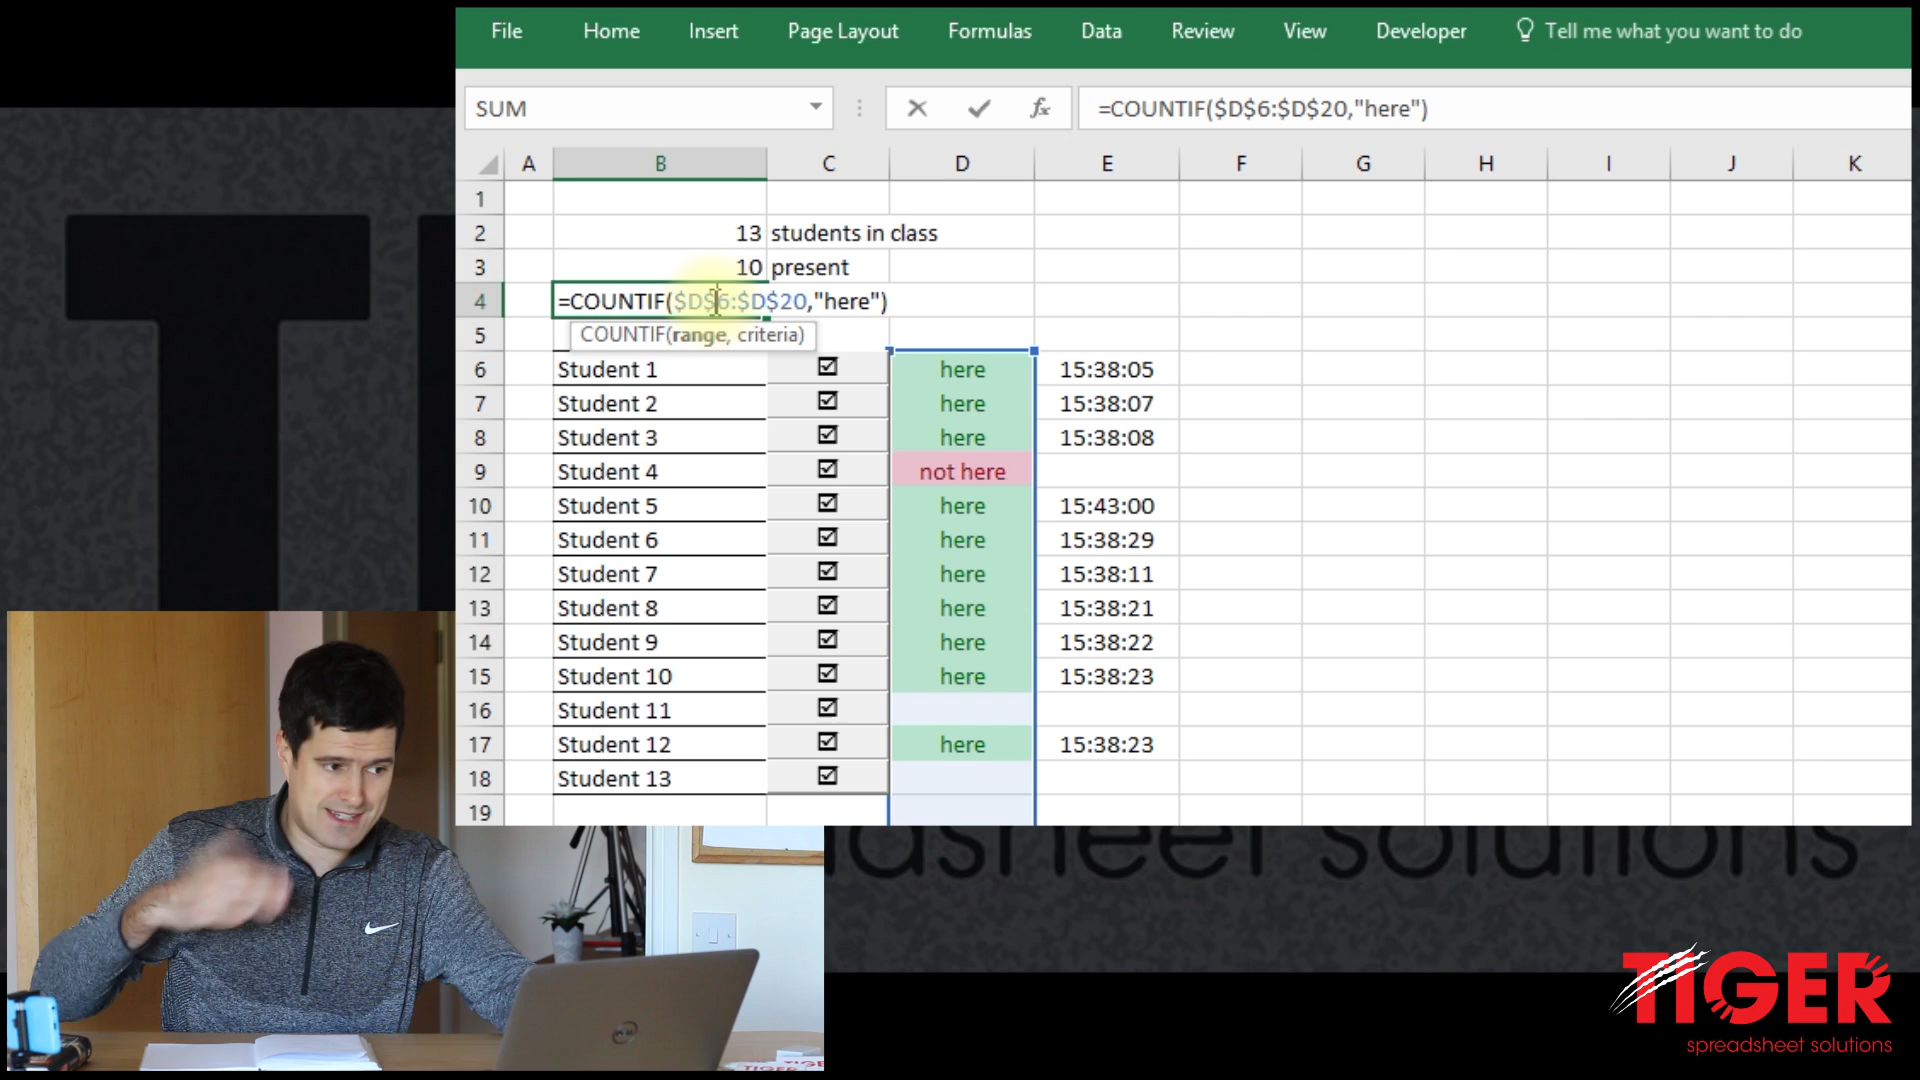 File Home Insert Page Layout Formulas Data Review View Developer Tell me what you want to do
SUM fx =COUNTIF($D$6:$D$20,"here")
A B C D E F G H I J K
1
2 13 students in class
3 10 present
4 =COUNTIF($D$6:$D$20,"here")
COUNTIF(range, criteria)
5
6 Student 1 here 15:38:05
7 Student 2 here 15:38:07
8 Student 3 here 15:38:08
9 Student 4 not here
10 Student 5 here 15:43:00
11 Student 6 here 15:38:29
12 Student 7 here 15:38:11
13 Student 8 here 15:38:21
14 Student 9 here 15:38:22
15 Student 10 here 15:38:23
16 Student 11
17 Student 12 here 15:38:23
18 Student 13
19
adsheet solutions
DELL
TIGER
spreadsheet solutions